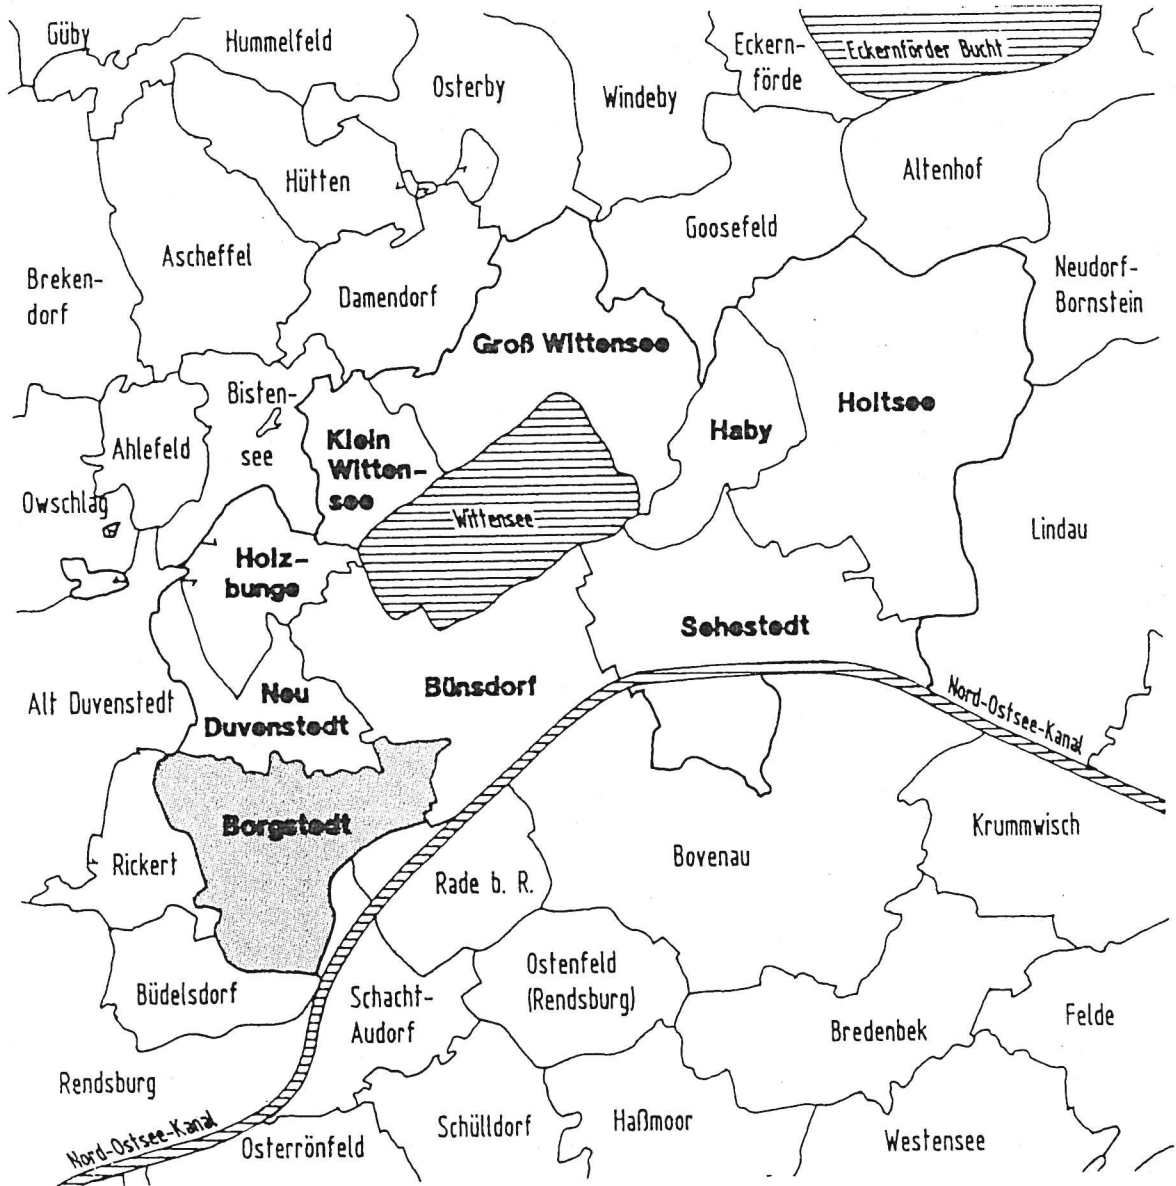 Güby
Hummelfeld
Osterby
Windeby
Eckern-
förde
Eckernförder Bucht
Altenhof
Hütten
Goosefeld
Ascheffel
Breken-
dorf
Damendorf
Neudorf-
Bornstein
Groß Wittensee
Bisten-
see
Holtsee
Haby
Klein
Witten-
see
Ahlefeld
Owschlag
Wittensee
Lindau
Holz-
bunge
Sehestedt
Alt Duvenstedt
Neu
Duvenstedt
Bünsdorf
Nord-Ostsee-Kanal
Borgstedt
Krummwisch
Rickert
Rade b. R.
Bovenau
Büdelsdorf
Schacht-
Audorf
Ostenfeld
(Rendsburg)
Bredenbek
Felde
Rendsburg
Nord-Ostsee-Kanal
Osterrönfeld
Schülldorf
Haßmoor
Westensee